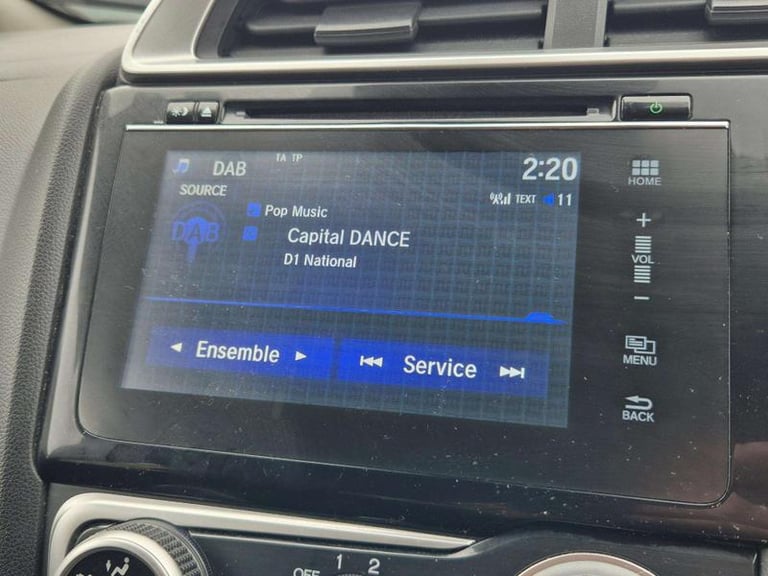 DAB
TA TP
2:20
SOURCE
TEXT
11
DAB
Pop Music
Capital DANCE
D1 National
Ensemble
Service
HOME
+
VOL
−
MENU
BACK
OFF 1 2